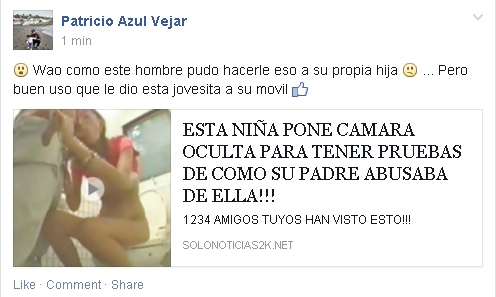 Patricio Azul Vejar
1 min
Wao como este hombre pudo hacerle eso a su propia hija ... Pero
buen uso que le dio esta jovesita a su movil
ESTA NIÑA PONE CAMARA
OCULTA PARA TENER PRUEBAS
DE COMO SU PADRE ABUSABA
DE ELLA!!!
1234 AMIGOS TUYOS HAN VISTO ESTO!!!
SOLONOTICIAS2K.NET
Like · Comment · Share